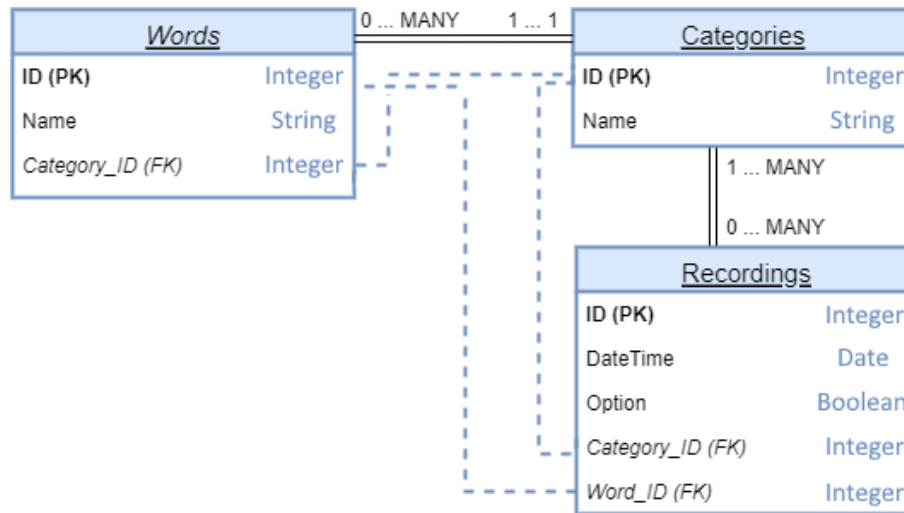 0 ... MANY 1 ... 1
Words
ID (PK) Integer
Name String
Category_ID (FK) Integer
Categories
ID (PK) Integer
Name String
1 ... MANY
0 ... MANY
Recordings
ID (PK) Integer
DateTime Date
Option Boolean
Category_ID (FK) Integer
Word_ID (FK) Integer